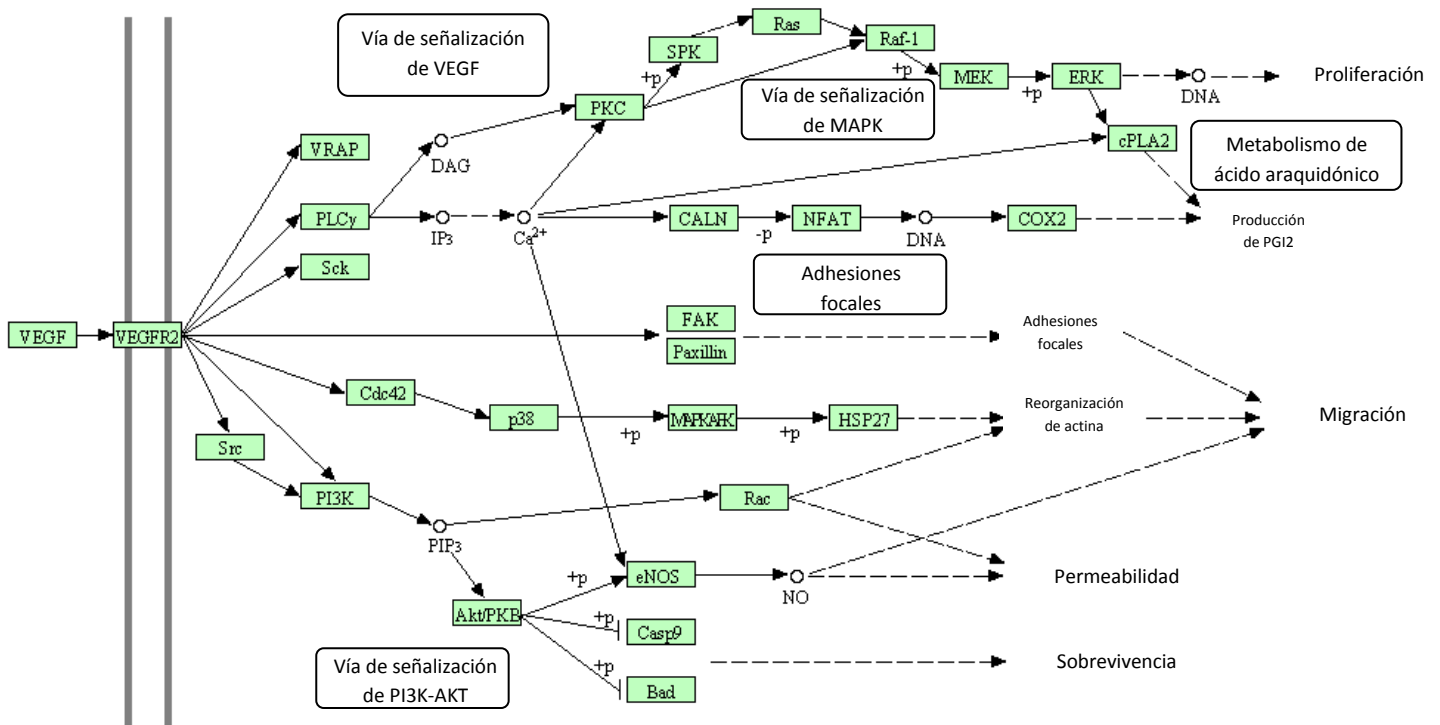 Vía de señalización
de VEGF
Ras
SPK
Raf-1
+p
+p
MEK
+p
ERK
DNA
Proliferación
PKC
Vía de señalización
de MAPK
VRAP
DAG
cPLA2
Metabolismo de
ácido araquidónico
PLCγ
IP3
Ca2+
CALN
-p
NFAT
DNA
COX2
Producción
de PGI2
Sck
Adhesiones
focales
VEGF
VEGFR2
FAK
Paxillin
Adhesiones
focales
Cdc42
p38
+p
MAPKAPK
+p
HSP27
Reorganización
de actina
Migración
Src
PI3K
Rac
PIP3
+p
eNOS
NO
Permeabilidad
Akt/PKB
+p
Casp9
Vía de señalización
de PI3K-AKT
+p
Bad
Sobrevivencia